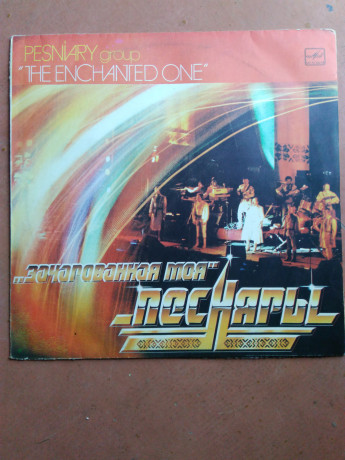 PESNIARY group
"THE ENCHANTED ONE"
„зачарованная моя“
ПЕСНЯРЫ